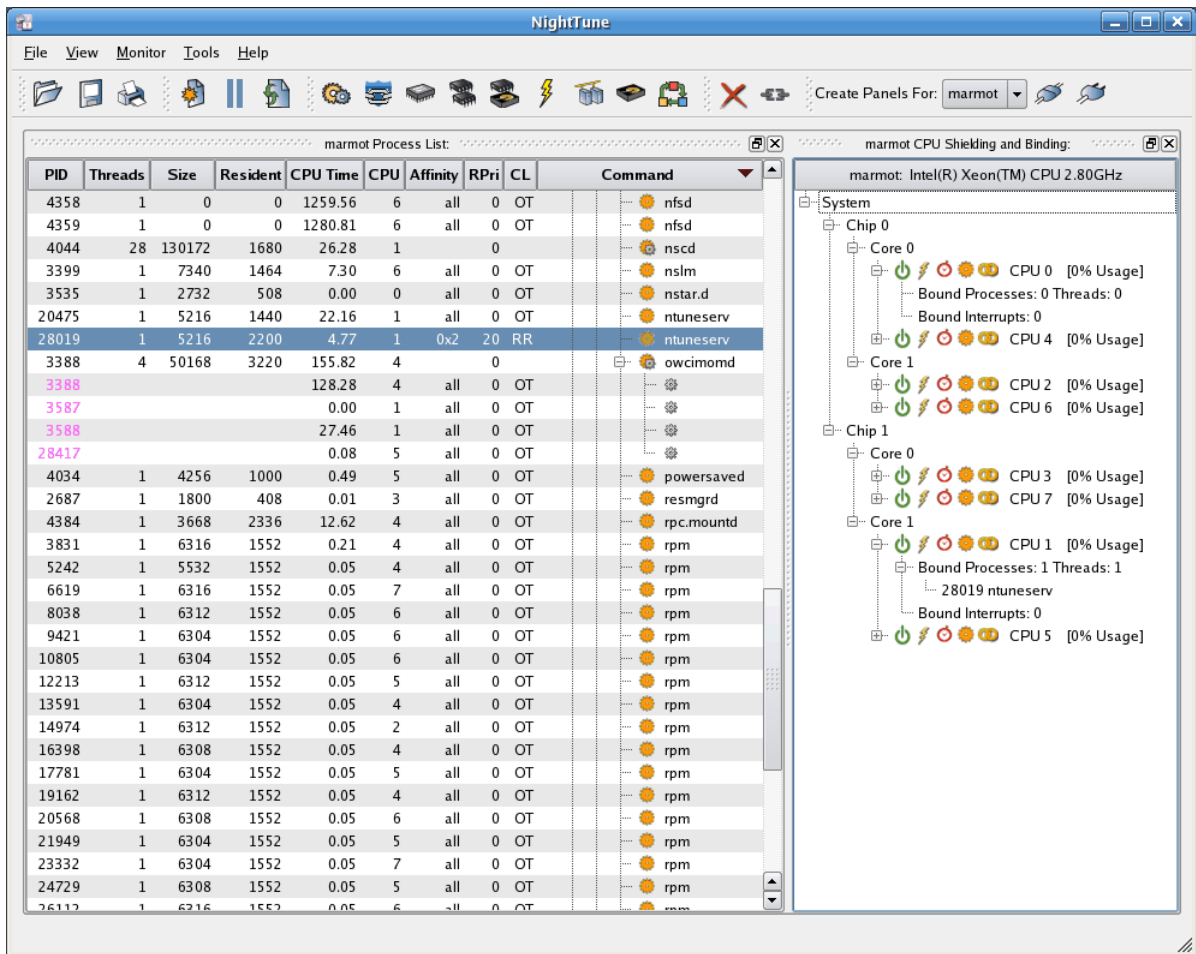 NightTune
File View Monitor Tools Help
Create Panels For: marmot
marmot Process List:
PID Threads Size Resident CPU Time CPU Affinity RPri CL Command
4358 1 0 0 1259.56 6 all 0 OT nfsd
4359 1 0 0 1280.81 6 all 0 OT nfsd
4044 28 130172 1680 26.28 1 0 nscd
3399 1 7340 1464 7.30 6 all 0 OT nslm
3535 1 2732 508 0.00 0 all 0 OT nstar.d
20475 1 5216 1440 22.16 1 all 0 OT ntuneserv
28019 1 5216 2200 4.77 1 0x2 20 RR ntuneserv
3388 4 50168 3220 155.82 4 0 owcimomd
3388 128.28 4 all 0 OT
3587 0.00 1 all 0 OT
3588 27.46 1 all 0 OT
28417 0.08 5 all 0 OT
4034 1 4256 1000 0.49 5 all 0 OT powersaved
2687 1 1800 408 0.01 3 all 0 OT resmgrd
4384 1 3668 2336 12.62 4 all 0 OT rpc.mountd
3831 1 6316 1552 0.21 4 all 0 OT rpm
5242 1 5532 1552 0.05 4 all 0 OT rpm
6619 1 6316 1552 0.05 7 all 0 OT rpm
8038 1 6312 1552 0.05 6 all 0 OT rpm
9421 1 6304 1552 0.05 6 all 0 OT rpm
10805 1 6304 1552 0.05 6 all 0 OT rpm
12213 1 6312 1552 0.05 5 all 0 OT rpm
13591 1 6304 1552 0.05 4 all 0 OT rpm
14974 1 6312 1552 0.05 2 all 0 OT rpm
16398 1 6308 1552 0.05 4 all 0 OT rpm
17781 1 6304 1552 0.05 5 all 0 OT rpm
19162 1 6312 1552 0.05 4 all 0 OT rpm
20568 1 6308 1552 0.05 6 all 0 OT rpm
21949 1 6304 1552 0.05 5 all 0 OT rpm
23332 1 6304 1552 0.05 7 all 0 OT rpm
24729 1 6308 1552 0.05 5 all 0 OT rpm
26112 1 6316 1552 0.05 6 all 0 OT rpm
marmot CPU Shielding and Binding:
marmot: Intel(R) Xeon(TM) CPU 2.80GHz
System
Chip 0
Core 0
CPU 0 [0% Usage]
Bound Processes: 0 Threads: 0
Bound Interrupts: 0
CPU 4 [0% Usage]
Core 1
CPU 2 [0% Usage]
CPU 6 [0% Usage]
Chip 1
Core 0
CPU 3 [0% Usage]
CPU 7 [0% Usage]
Core 1
CPU 1 [0% Usage]
Bound Processes: 1 Threads: 1
28019 ntuneserv
Bound Interrupts: 0
CPU 5 [0% Usage]